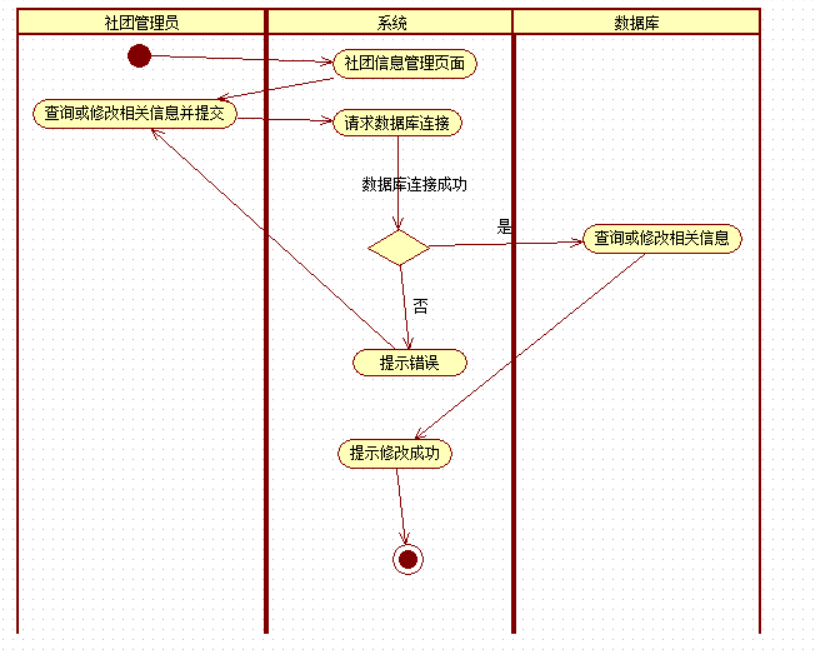 社团管理员
系统
数据库
社团信息管理页面
查询或修改相关信息并提交
请求数据库连接
数据库连接成功
是
查询或修改相关信息
否
提示错误
提示修改成功